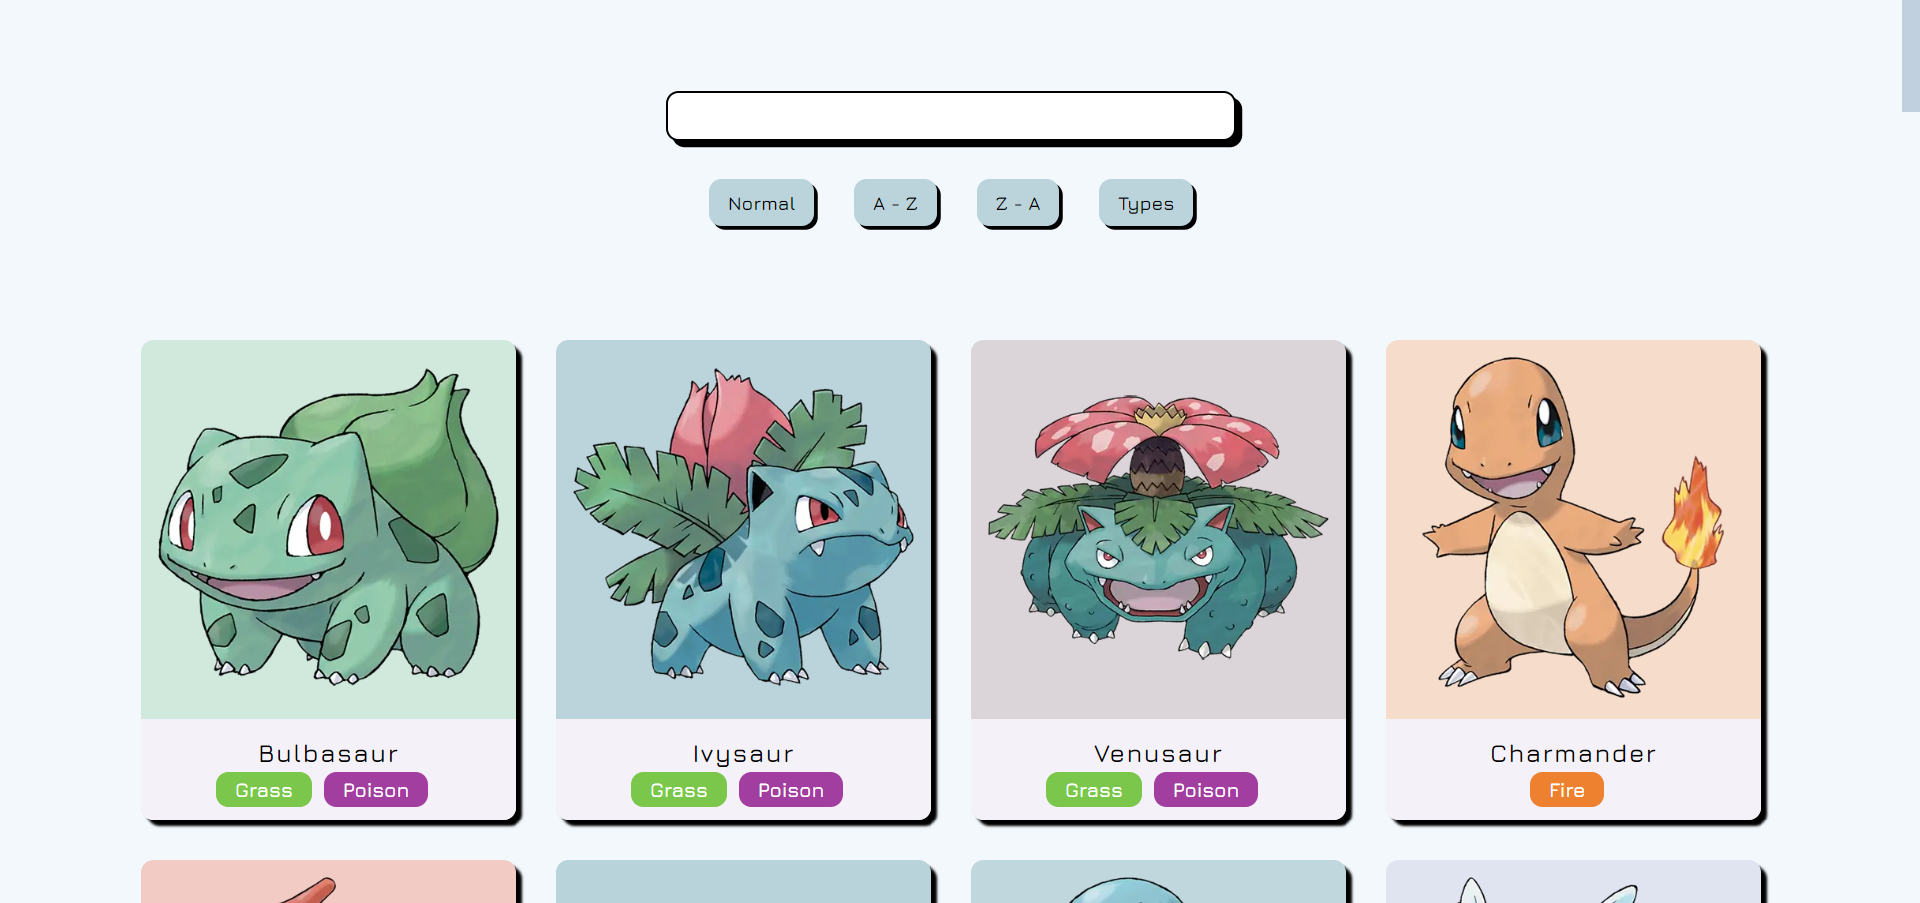 Normal A - Z Z - A Types
Bulbasaur Ivysaur Venusaur Charmander
Grass Poison Grass Poison Grass Poison Fire